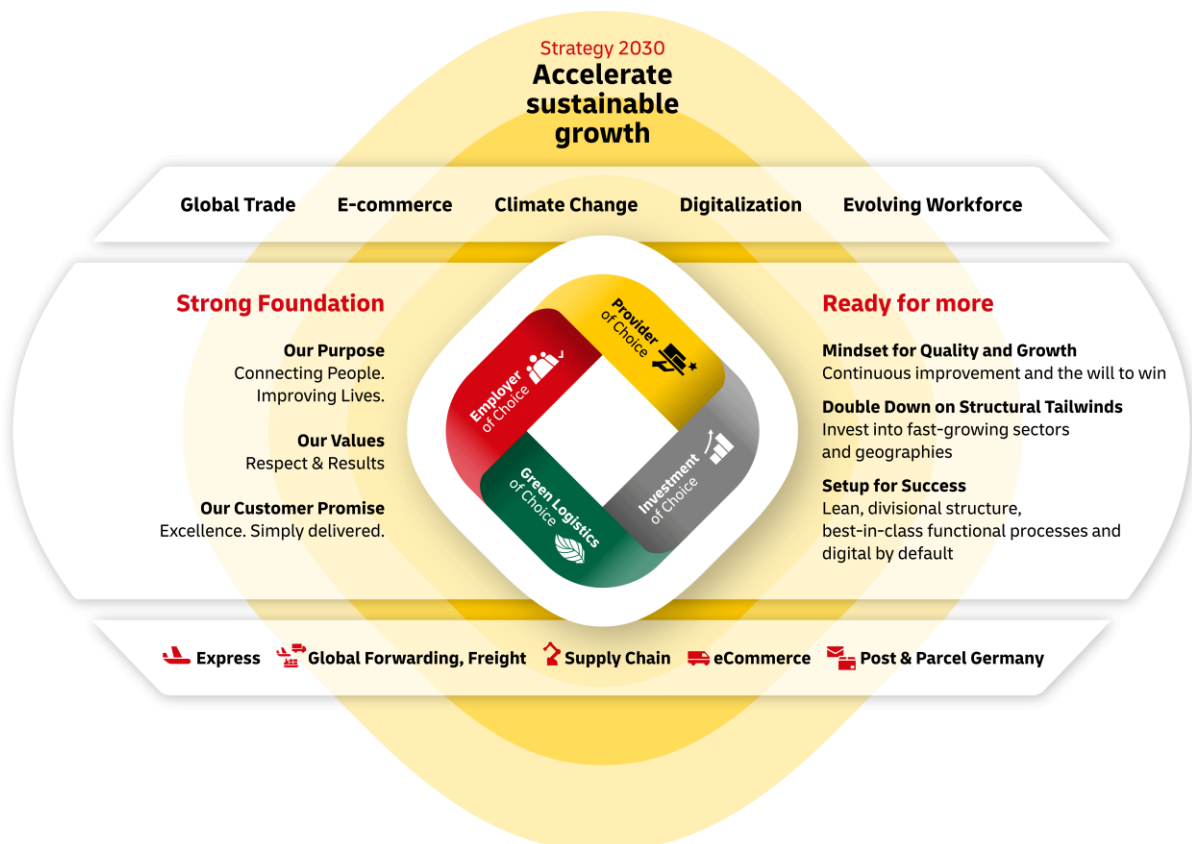 Strategy 2030
Accelerate
sustainable
growth
Global Trade E-commerce Climate Change Digitalization Evolving Workforce
Strong Foundation
Our Purpose
Connecting People.
Improving Lives.
Our Values
Respect & Results
Our Customer Promise
Excellence. Simply delivered.
Employer
of Choice
Provider
of Choice
Green Logistics
of Choice
Investment
of Choice
Ready for more
Mindset for Quality and Growth
Continuous improvement and the will to win
Double Down on Structural Tailwinds
Invest into fast-growing sectors
and geographies
Setup for Success
Lean, divisional structure,
best-in-class functional processes and
digital by default
Express Global Forwarding, Freight Supply Chain eCommerce Post & Parcel Germany